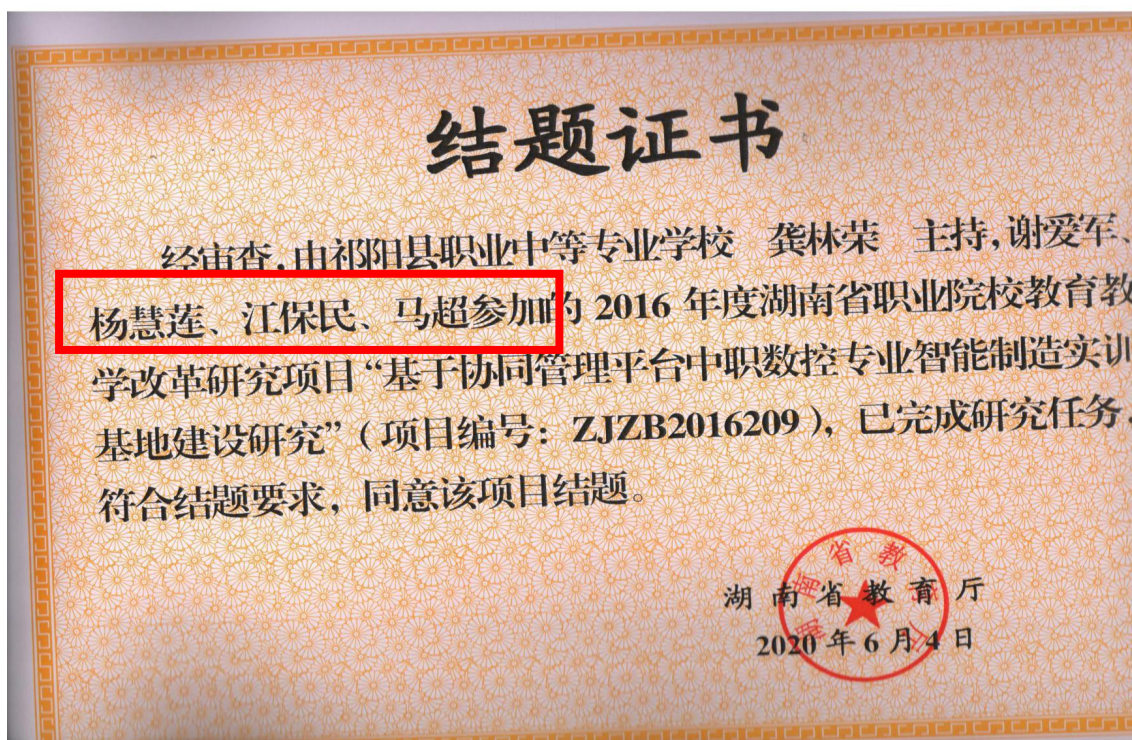 结题证书
经审查,由祁阳县职业中等专业学校 龚林荣 主持,谢爱军、
杨慧莲、江保民、马超参加的 2016 年度湖南省职业院校教育教
学改革研究项目“基于协同管理平台中职数控专业智能制造实训
基地建设研究”(项目编号:ZJZB2016209),已完成研究任务,
符合结题要求,同意该项目结题。
湖南省教育厅
湖南省教育厅
2020 年 6 月 4 日